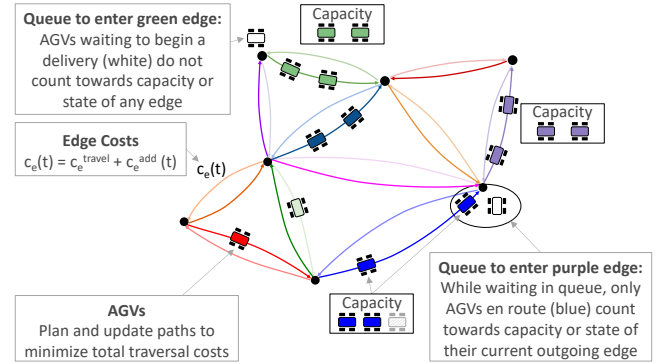 Queue to enter green edge:
AGVs waiting to begin a
delivery (white) do not
count towards capacity or
state of any edge
Capacity
Capacity
Edge Costs
cₑ(t) = cₑᵗʳᵃᵛᵉˡ + cₑᵃᵈᵈ (t)
cₑ(t)
AGVs
Plan and update paths to
minimize total traversal costs
Capacity
Queue to enter purple edge:
While waiting in queue, only
AGVs en route (blue) count
towards capacity or state of
their current outgoing edge